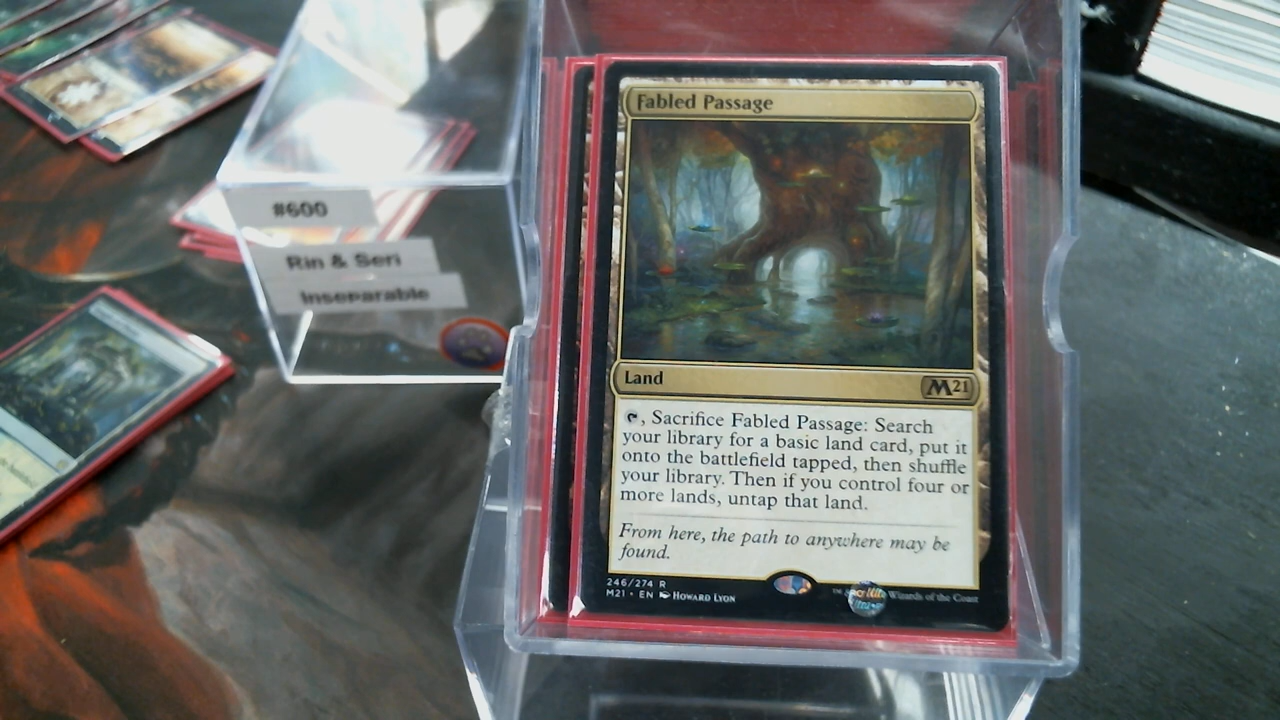 #600
Rin & Seri
Inseparable
Fabled Passage
Land
M21
, Sacrifice Fabled Passage: Search
your library for a basic land card, put it
onto the battlefield tapped, then shuffle
your library. Then if you control four or
more lands, untap that land.
From here, the path to anywhere may be
found.
246/274 R
M21 • EN Howard Lyon
Wizards of the Coast